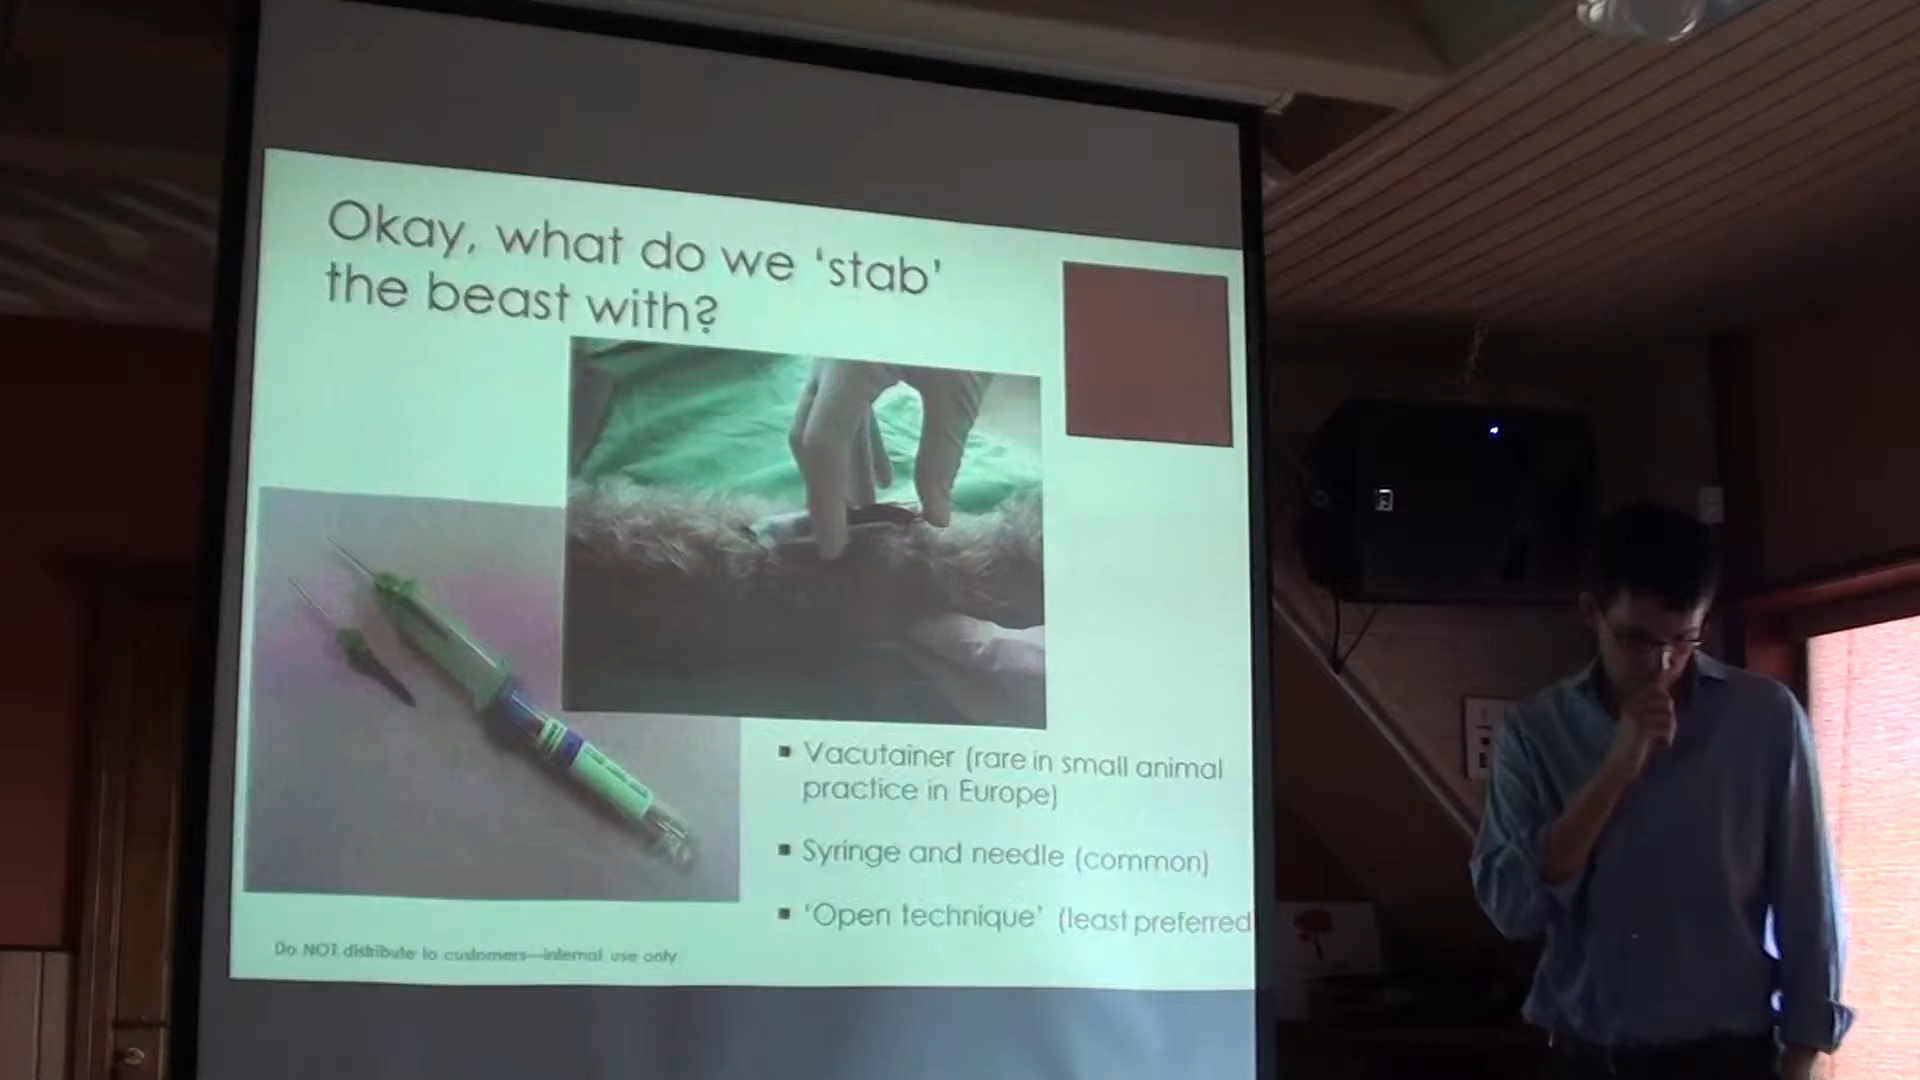 Okay, what do we ‘stab’
the beast with?
▪ Vacutainer (rare in small animal
practice in Europe)
▪ Syringe and needle (common)
▪ ‘Open technique’ (least preferred
Do NOT distribute to customers—internal use only